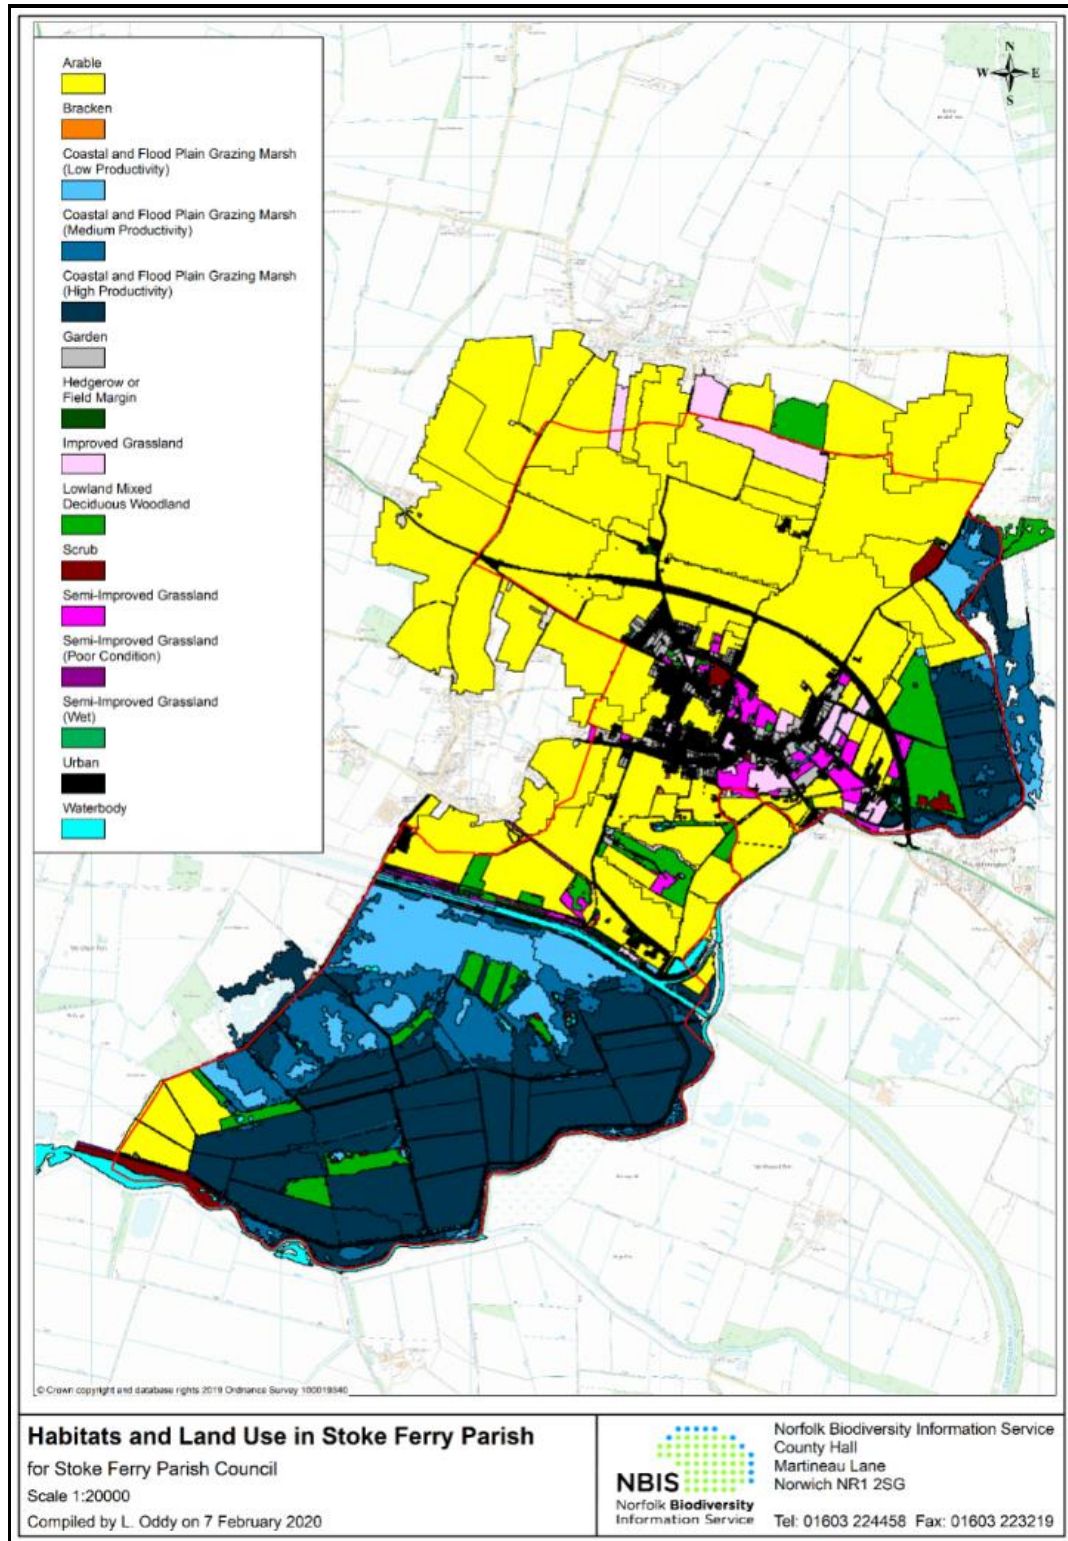 Arable
Bracken
Coastal and Flood Plain Grazing Marsh
(Low Productivity)
Coastal and Flood Plain Grazing Marsh
(Medium Productivity)
Coastal and Flood Plain Grazing Marsh
(High Productivity)
Garden
Hedgerow or
Field Margin
Improved Grassland
Lowland Mixed
Deciduous Woodland
Scrub
Semi-Improved Grassland
Semi-Improved Grassland
(Poor Condition)
Semi-Improved Grassland
(Wet)
Urban
Waterbody
N
W E
S
© Crown copyright and database rights 2019 Ordnance Survey 100019340
Habitats and Land Use in Stoke Ferry Parish
for Stoke Ferry Parish Council
Scale 1:20000
Compiled by L. Oddy on 7 February 2020
NBIS
Norfolk Biodiversity
Information Service
Norfolk Biodiversity Information Service
County Hall
Martineau Lane
Norwich NR1 2SG
Tel: 01603 224458 Fax: 01603 223219